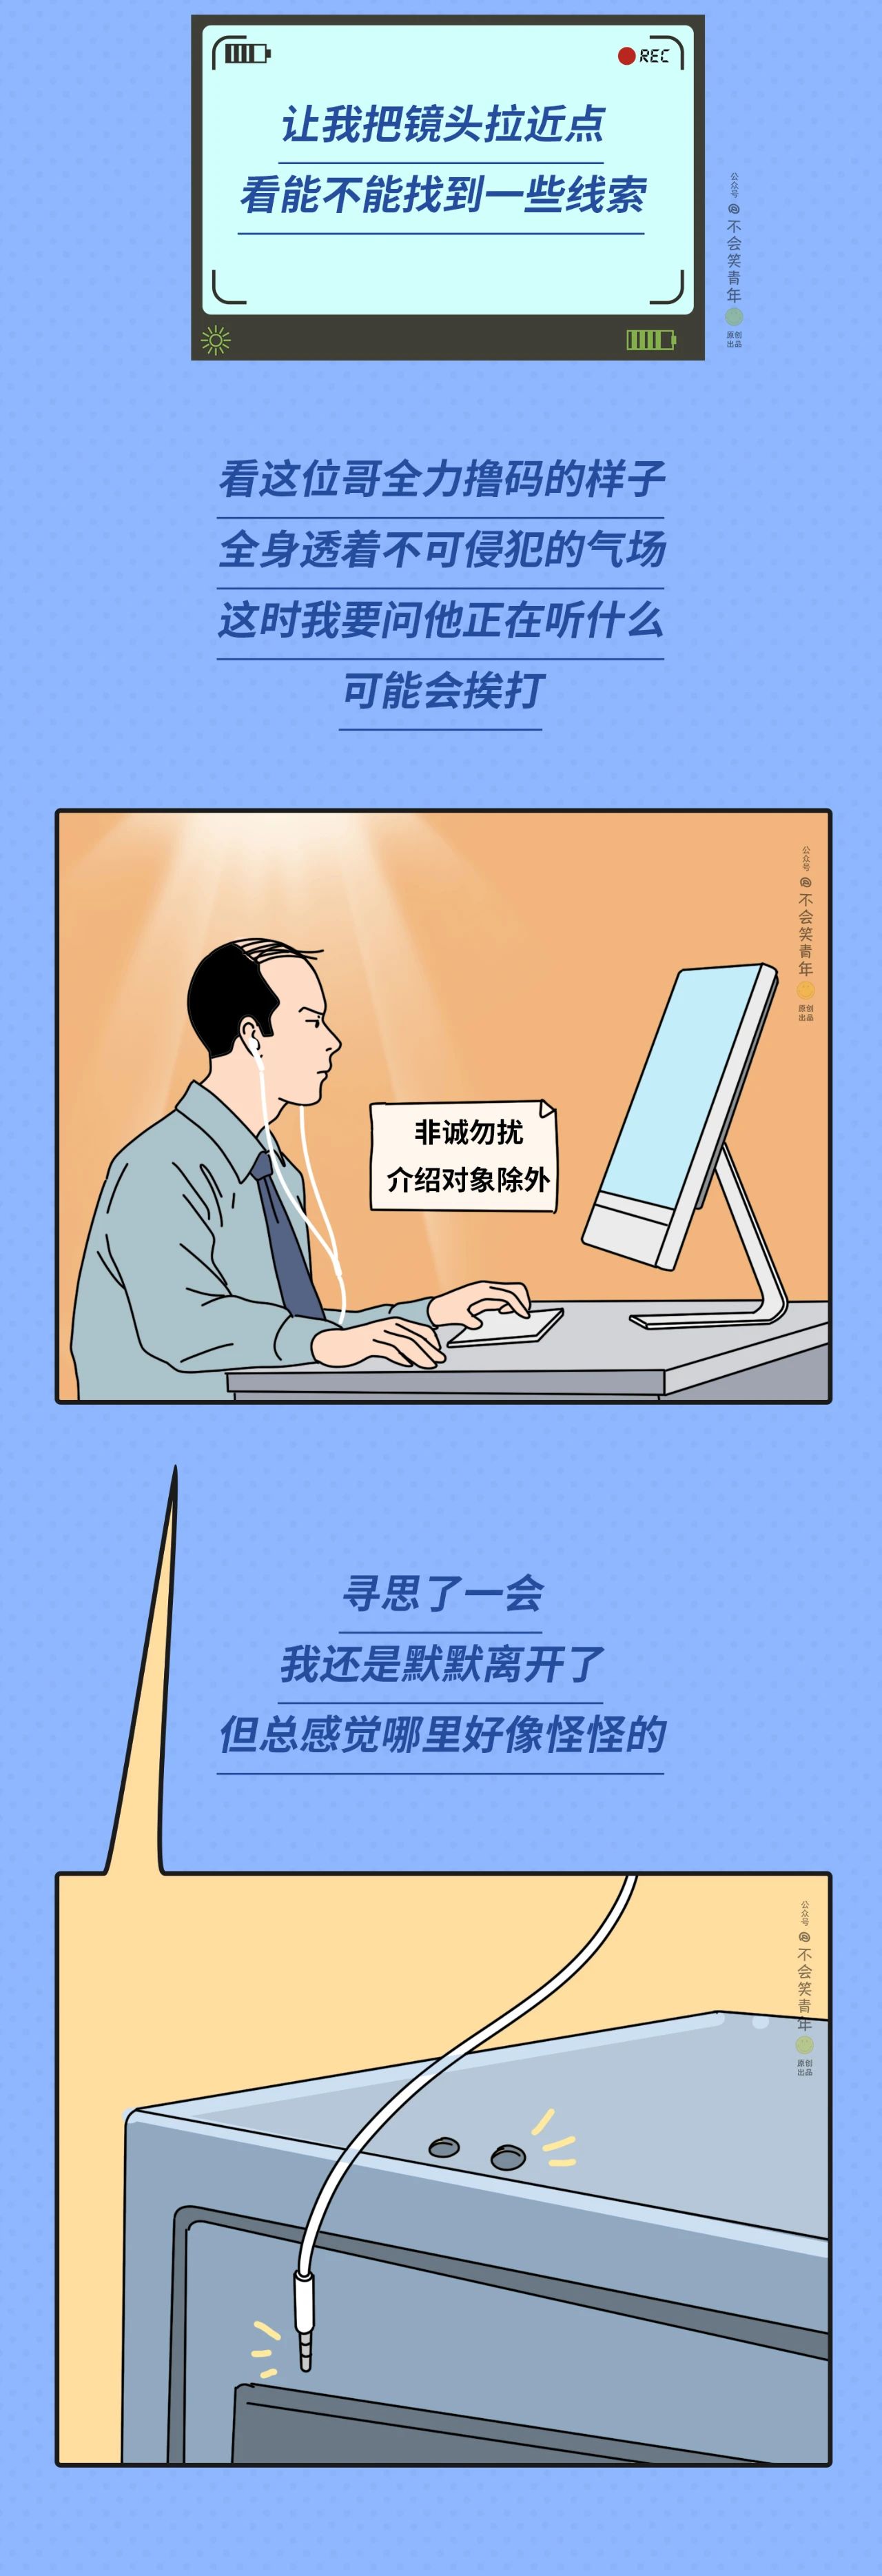 REC
让我把镜头拉近点
看能不能找到一些线索
公众号
不会笑青年
原创
出品
看这位哥全力撸码的样子
全身透着不可侵犯的气场
这时我要问他正在听什么
可能会挨打
公众号
不会笑青年
原创
出品
非诚勿扰
介绍对象除外
寻思了一会
我还是默默离开了
但总感觉哪里好像怪怪的
公众号
不会笑青年
原创
出品